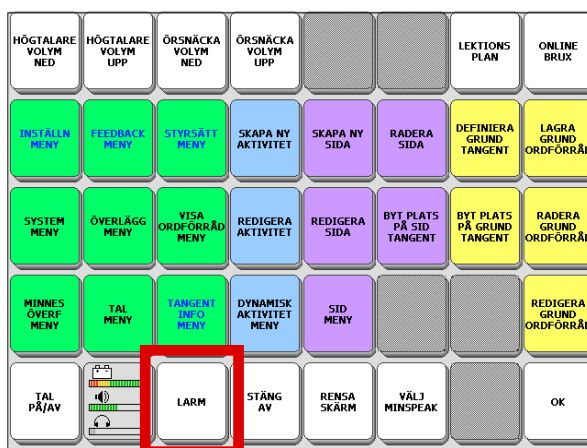 HÖGTALARE VOLYM NED
HÖGTALARE VOLYM UPP
ÖRSNÄCKA VOLYM NED
ÖRSNÄCKA VOLYM UPP
LEKTIONS PLAN
ONLINE BRUX
INSTÄLLN MENY
FEEDBACK MENY
STYRSÄTT MENY
SKAPA NY AKTIVITET
SKAPA NY SIDA
RADERA SIDA
DEFINIERA GRUND TANGENT
LAGRA GRUND ORDFÖRRÅD
SYSTEM MENY
ÖVERLÄGG MENY
VISA ORDFÖRRÅD MENY
REDIGERA AKTIVITET
REDIGERA SIDA
BYT PLATS PÅ SID TANGENT
BYT PLATS PÅ GRUND TANGENT
RADERA GRUND ORDFÖRRÅD
MINNES ÖVERF MENY
TAL MENY
TANGENT INFO MENY
DYNAMISK AKTIVITET MENY
SID MENY
REDIGERA GRUND ORDFÖRRÅD
TAL PÅ/AV
LARM
STÄNG AV
RENSA SKÄRM
VÄLJ MINSPEAK
OK